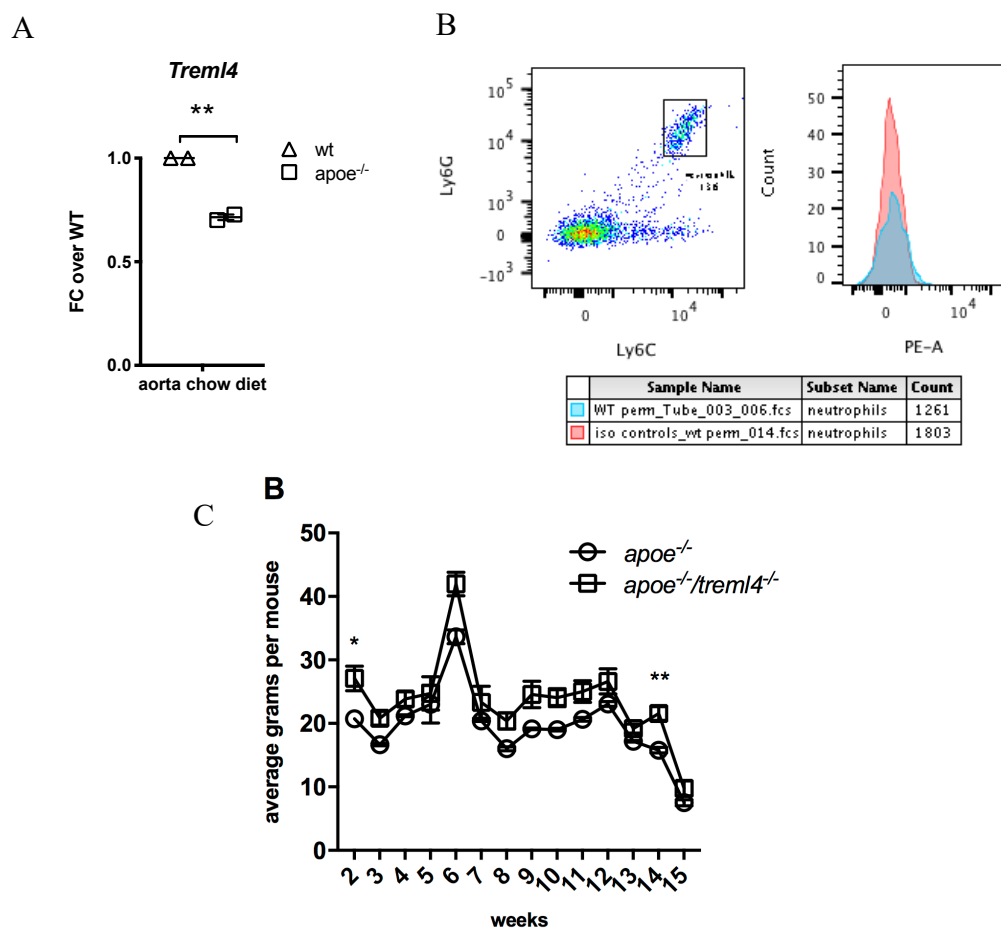 A
Treml4
**
wt
apoe-/-
1.0
0.5
0.0
FC over WT
aorta chow diet
B
Ly6G
10^5
10^4
10^3
0
-10^3
0
10^4
Ly6C
Count
50
40
30
20
10
0
0
10^4
PE-A
Sample Name Subset Name Count
WT perm_Tube_003_006.fcs neutrophils 1261
iso controls_wt perm_014.fcs neutrophils 1803
C
B
apoe-/-
apoe-/-/treml4-/-
average grams per mouse
50
40
30
20
10
0
*
**
2 3 4 5 6 7 8 9 10 11 12 13 14 15
weeks